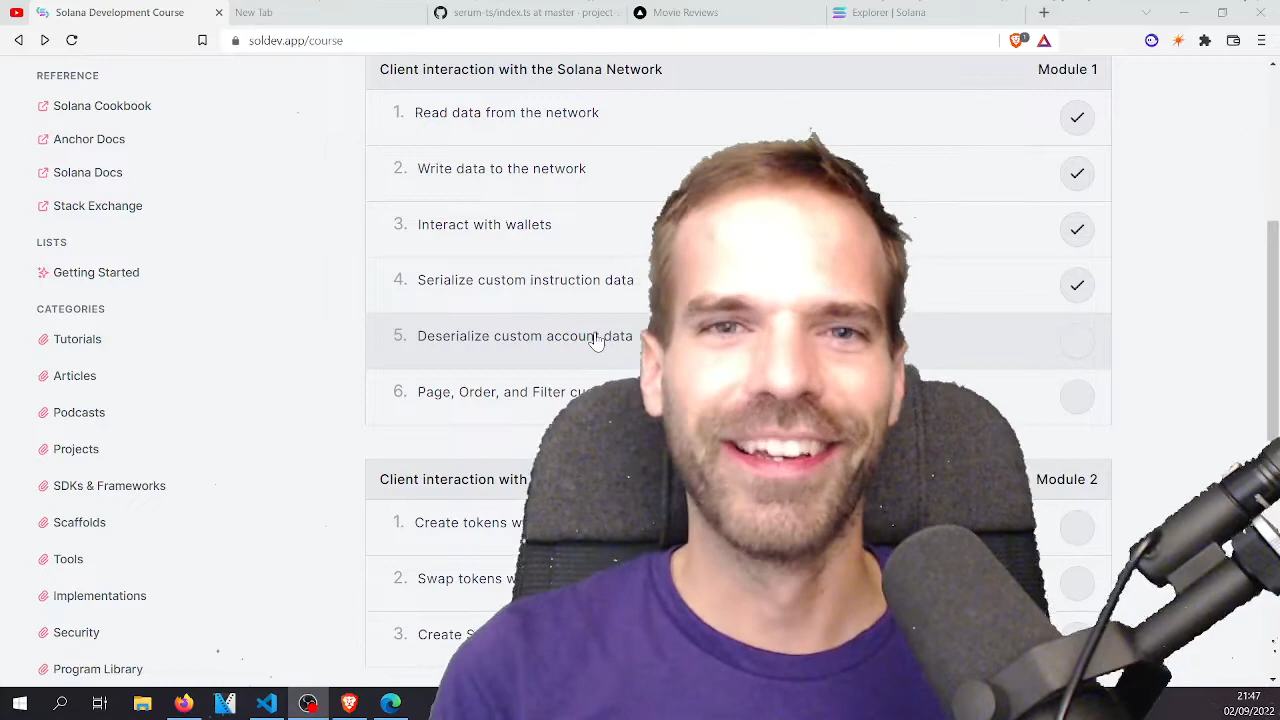 Solana Development Course
New Tab
serum-ts/index.ts at master · project-
Movie Reviews
Explorer | Solana
soldev.app/course
1
REFERENCE
Solana Cookbook
Anchor Docs
Solana Docs
Stack Exchange
LISTS
Getting Started
CATEGORIES
Tutorials
Articles
Podcasts
Projects
SDKs & Frameworks
Scaffolds
Tools
Implementations
Security
Program Library
Client interaction with the Solana Network
Module 1
1. Read data from the network
2. Write data to the network
3. Interact with wallets
4. Serialize custom instruction data
5. Deserialize custom account data
6. Page, Order, and Filter
Client interaction with
Module 2
1. Create tokens
2. Swap tokens
3. Create
21:47
02/09/2022